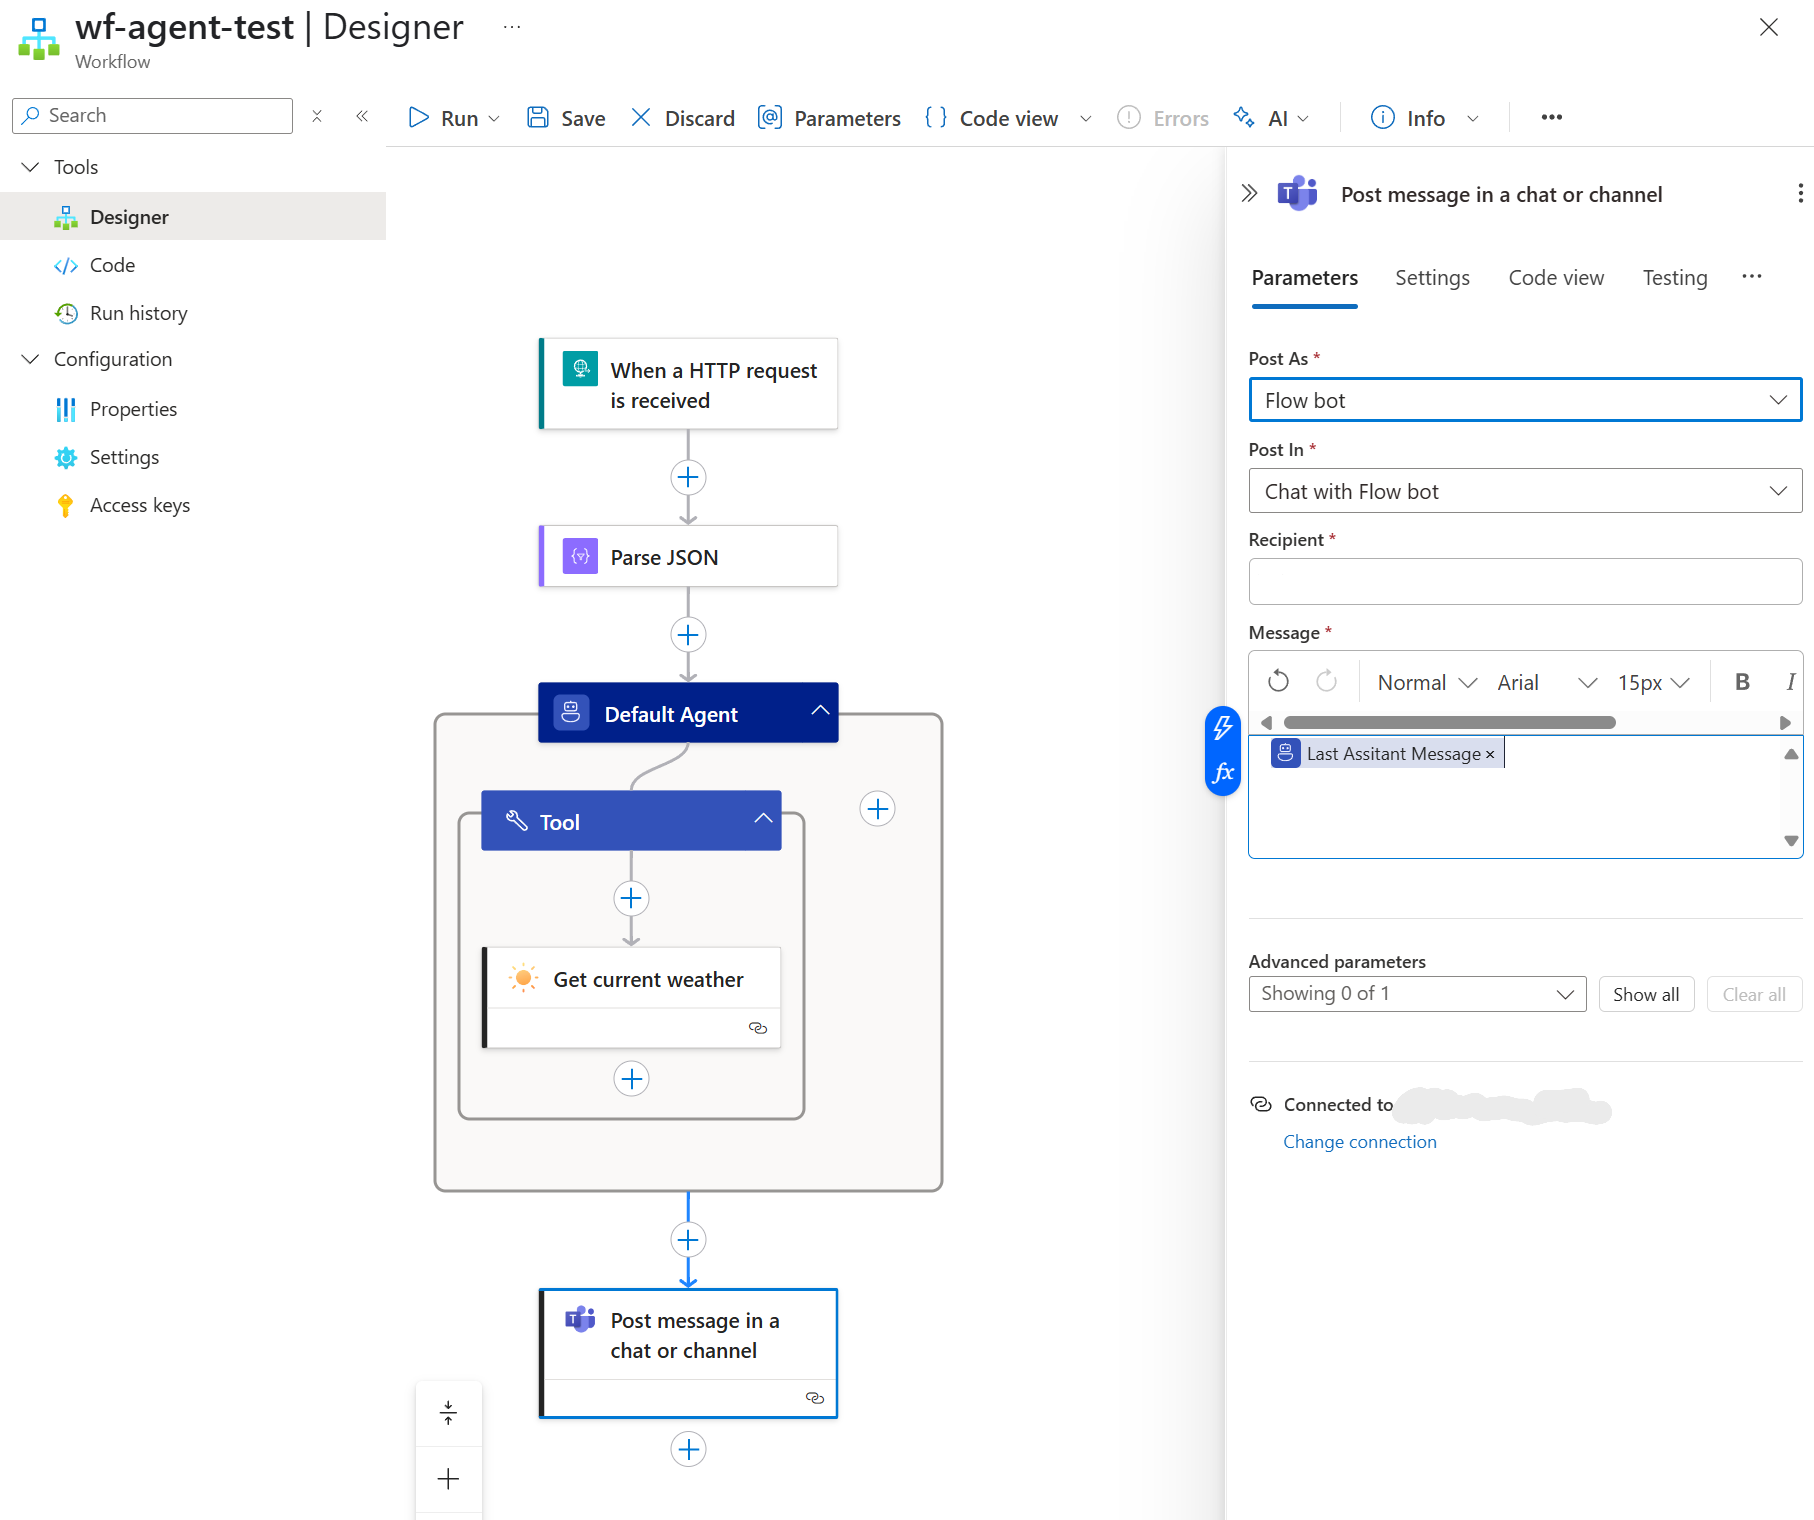 wf-agent-test | Designer ...
Workflow
Search
Run
Save
Discard
Parameters
Code view
Errors
AI
Info
Tools
Designer
Code
Run history
Configuration
Properties
Settings
Access keys
When a HTTP request
is received
Parse JSON
Default Agent
Tool
Get current weather
Post message in a
chat or channel
Post message in a chat or channel
Parameters
Settings
Code view
Testing
Post As *
Flow bot
Post In *
Chat with Flow bot
Recipient *
Message *
Normal
Arial
15px
B
I
fx
Last Assitant Message ×
Advanced parameters
Showing 0 of 1
Show all
Clear all
Connected to
Change connection